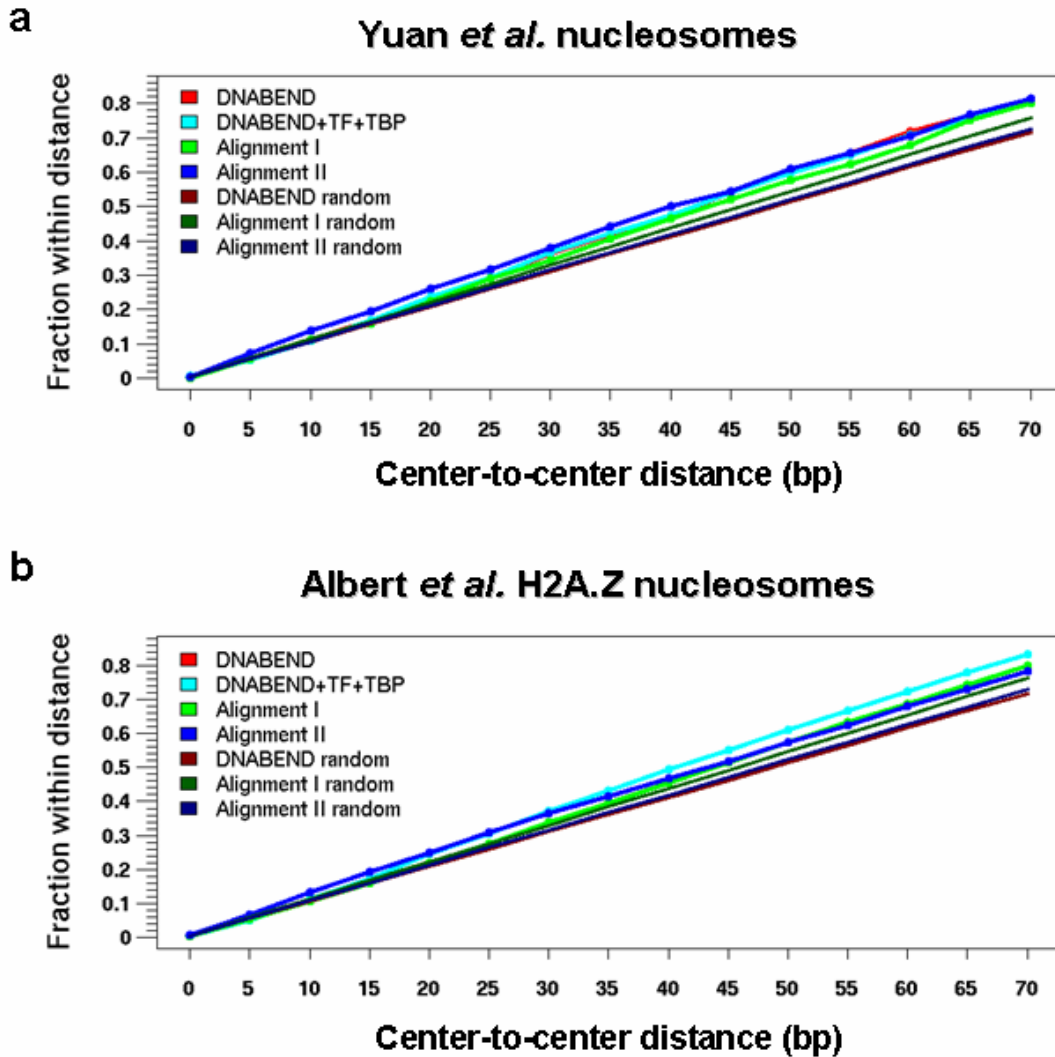 a
Yuan et al. nucleosomes
Fraction within distance
0.8
0.7
0.6
0.5
0.4
0.3
0.2
0.1
0
DNABEND
DNABEND+TF+TBP
Alignment I
Alignment II
DNABEND random
Alignment I random
Alignment II random
0 5 10 15 20 25 30 35 40 45 50 55 60 65 70
Center-to-center distance (bp)
b
Albert et al. H2A.Z nucleosomes
Fraction within distance
0.8
0.7
0.6
0.5
0.4
0.3
0.2
0.1
0
DNABEND
DNABEND+TF+TBP
Alignment I
Alignment II
DNABEND random
Alignment I random
Alignment II random
0 5 10 15 20 25 30 35 40 45 50 55 60 65 70
Center-to-center distance (bp)